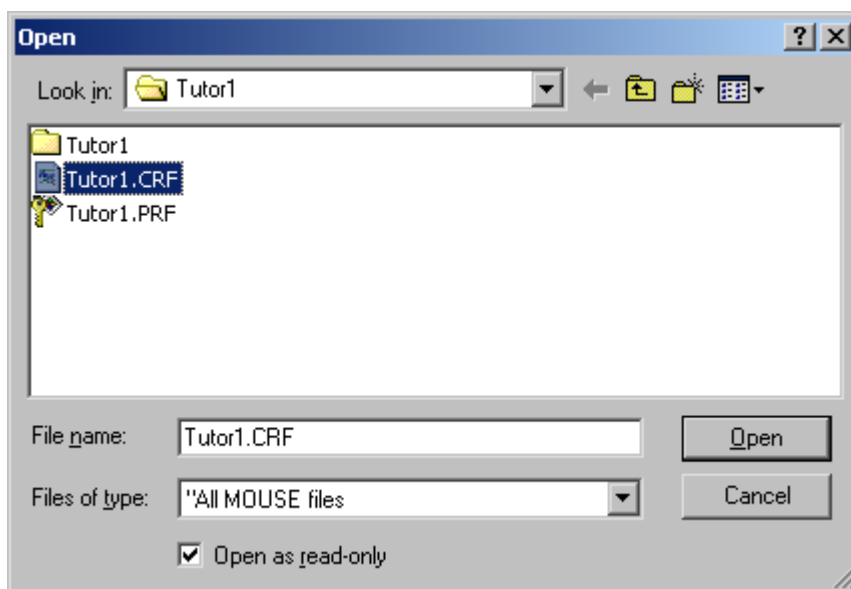 Open
Look in: Tutor1
Tutor1
Tutor1.CRF
Tutor1.PRF
File name: Tutor1.CRF Open
Files of type: "All MOUSE files Cancel
Open as read-only